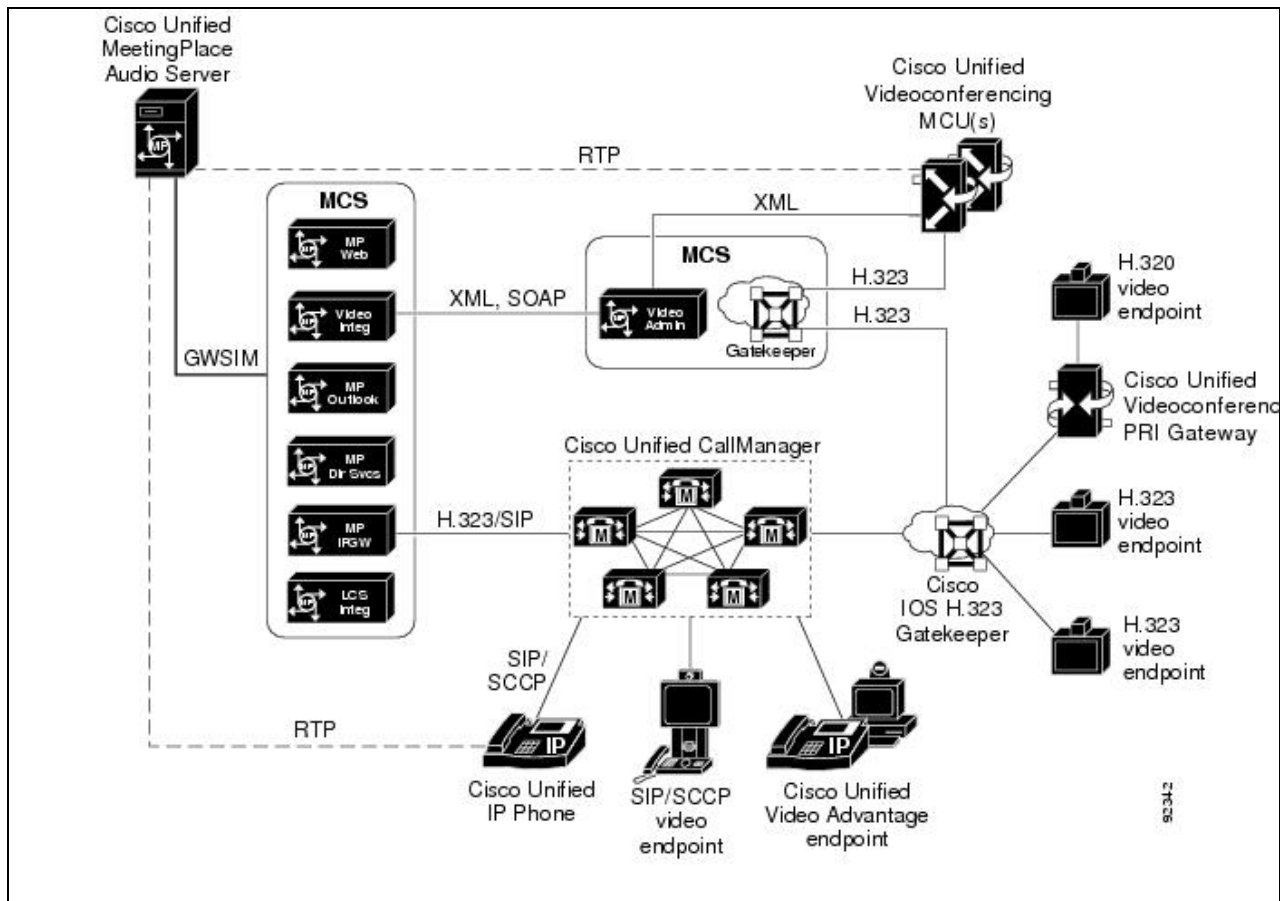 Cisco Unified
MeetingPlace
Audio Server
MP
Cisco Unified
Videoconferencing
MCU(s)
RTP
MCS
MP
Web
Video
Integ
MP
Outlook
MP
Dir Svcs
MP
IPGW
LCS
Integ
GWSIM
XML, SOAP
XML
MCS
Video
Admin
Gatekeeper
H.323
H.323
H.320
video
endpoint
Cisco Unified
Videoconferenc
PRI Gateway
Cisco Unified CallManager
M
M
M
M
M
H.323/SIP
H.323
video
endpoint
Cisco
IOS H.323
Gatekeeper
H.323
video
endpoint
SIP/
SCCP
RTP
IP
Cisco Unified
IP Phone
SIP/SCCP
video
endpoint
IP
Cisco Unified
Video Advantage
endpoint
92342